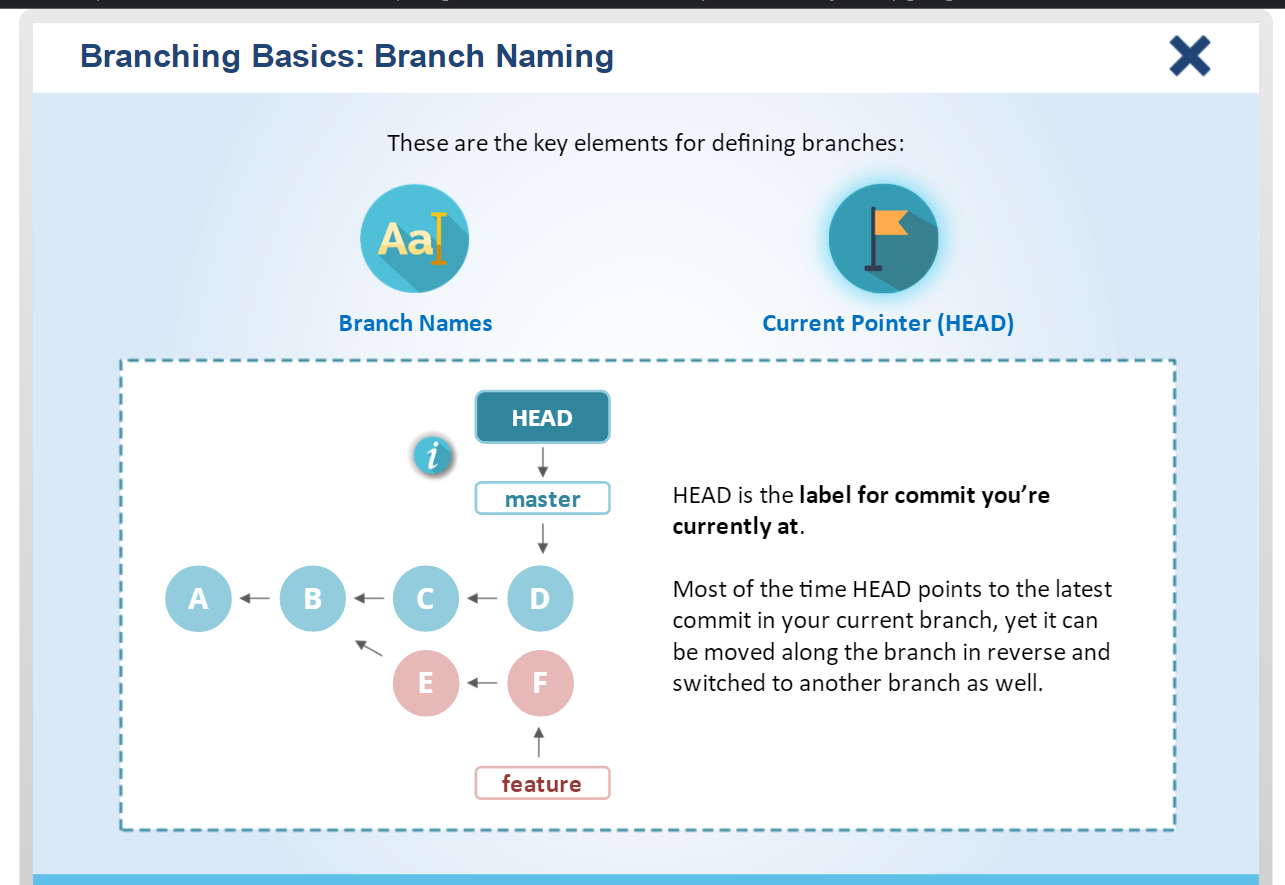 Branching Basics: Branch Naming
These are the key elements for defining branches:
Aa
Branch Names
Current Pointer (HEAD)
HEAD
i
master
A
B
C
D
E
F
feature
HEAD is the label for commit you’re
currently at.
Most of the time HEAD points to the latest
commit in your current branch, yet it can
be moved along the branch in reverse and
switched to another branch as well.